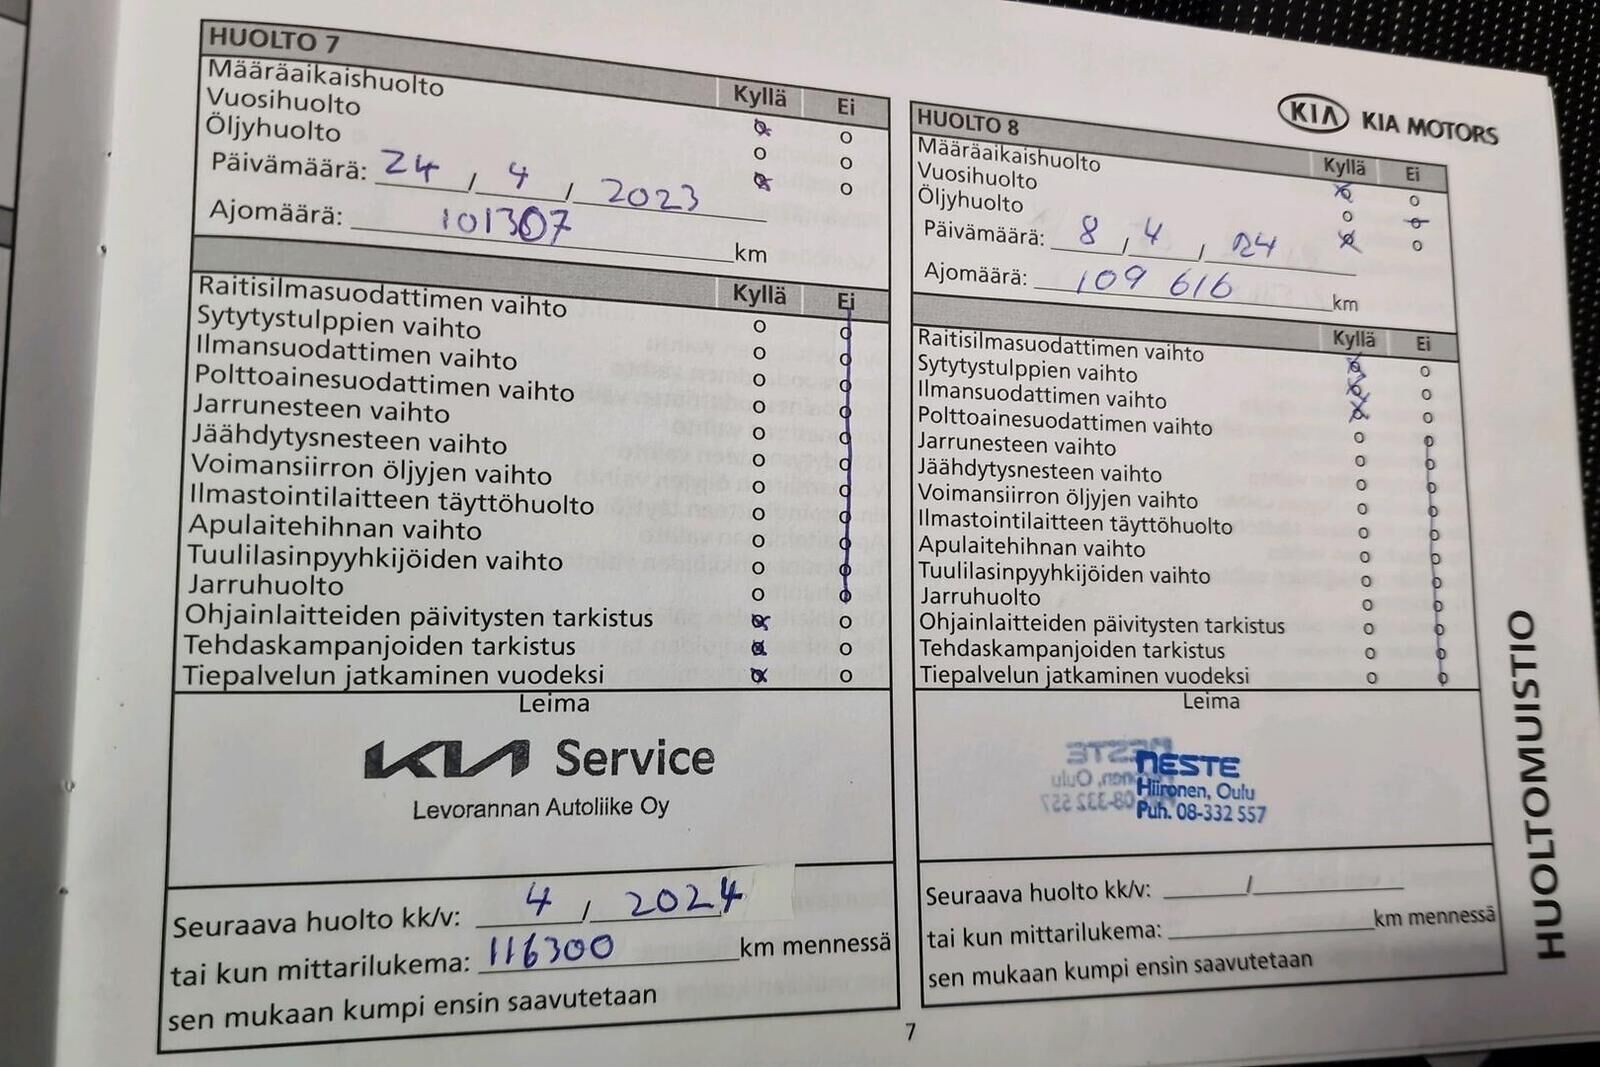 HUOLTO 7
Kyllä Ei
Määräaikaishuolto
Vuosihuolto
Öljyhuolto
Päivämäärä: 24 / 4 / 2023
Ajomäärä: 101307 km
Kyllä Ei
Raitisilmasuodattimen vaihto
Sytytystulppien vaihto
Ilmansuodattimen vaihto
Polttoainesuodattimen vaihto
Jarrunesteen vaihto
Jäähdytysnesteen vaihto
Voimansiirron öljyjen vaihto
Ilmastointilaitteen täyttöhuolto
Apulaitehihnan vaihto
Tuulilasinpyyhkijöiden vaihto
Jarruhuolto
Ohjainlaitteiden päivitysten tarkistus
Tehdaskampanjoiden tarkistus
Tiepalvelun jatkaminen vuodeksi
Leima
KIA Service
Levorannan Autoliike Oy
Seuraava huolto kk/v: 4 / 2024
tai kun mittarilukema: 116300 km mennessä
sen mukaan kumpi ensin saavutetaan
KIA KIA MOTORS
HUOLTO 8
Kyllä Ei
Määräaikaishuolto
Vuosihuolto
Öljyhuolto
Päivämäärä: 8 / 4 / 24
Ajomäärä: 109 616 km
Kyllä Ei
Raitisilmasuodattimen vaihto
Sytytystulppien vaihto
Ilmansuodattimen vaihto
Polttoainesuodattimen vaihto
Jarrunesteen vaihto
Jäähdytysnesteen vaihto
Voimansiirron öljyjen vaihto
Ilmastointilaitteen täyttöhuolto
Apulaitehihnan vaihto
Tuulilasinpyyhkijöiden vaihto
Jarruhuolto
Ohjainlaitteiden päivitysten tarkistus
Tehdaskampanjoiden tarkistus
Tiepalvelun jatkaminen vuodeksi
Leima
NESTE
Hiironen, Oulu
Puh. 08-332 557
Seuraava huolto kk/v: /
tai kun mittarilukema: km mennessä
sen mukaan kumpi ensin saavutetaan
HUOLTOMUISTIO
7